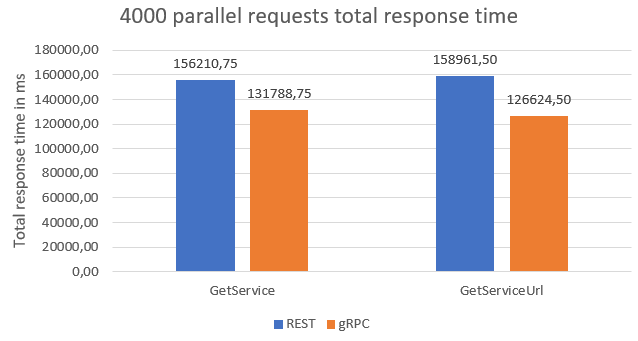 4000 parallel requests total response time
Total response time in ms
180000,00
160000,00
140000,00
120000,00
100000,00
80000,00
60000,00
40000,00
20000,00
0,00
156210,75
131788,75
158961,50
126624,50
GetService
GetServiceUrl
REST
gRPC